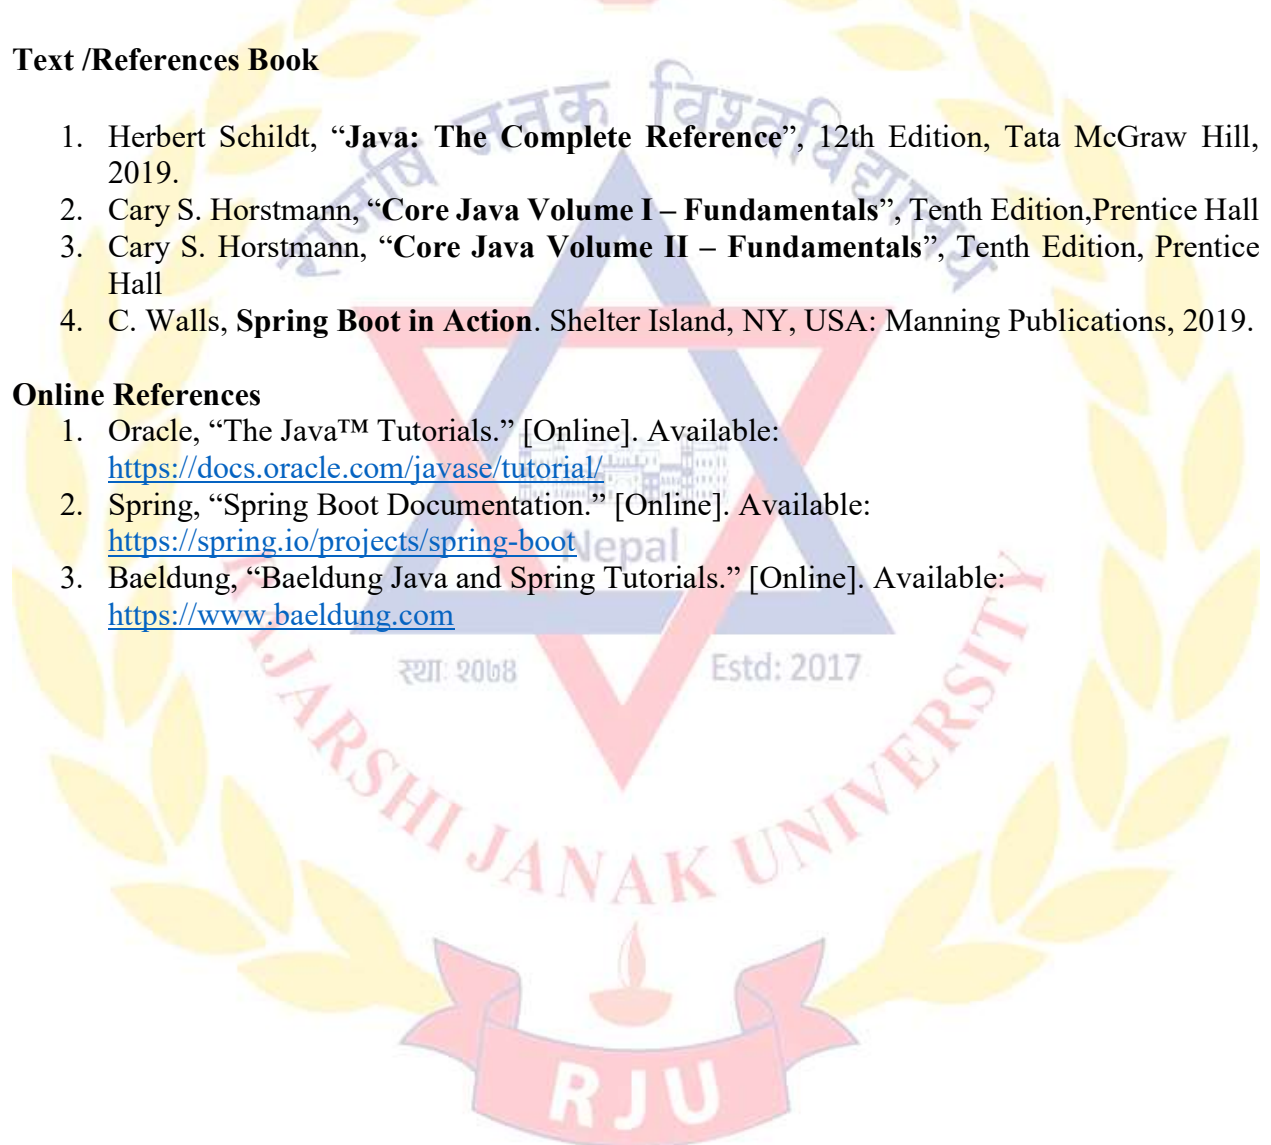 Text /References Book
राजर्षि जनक विश्वविद्यालय
1. Herbert Schildt, “Java: The Complete Reference”, 12th Edition, Tata McGraw Hill,
2019.
2. Cary S. Horstmann, “Core Java Volume I – Fundamentals”, Tenth Edition,Prentice Hall
3. Cary S. Horstmann, “Core Java Volume II – Fundamentals”, Tenth Edition, Prentice
Hall
4. C. Walls, Spring Boot in Action. Shelter Island, NY, USA: Manning Publications, 2019.
Online References
1. Oracle, “The Java™ Tutorials.” [Online]. Available:
https://docs.oracle.com/javase/tutorial/
2. Spring, “Spring Boot Documentation.” [Online]. Available:
https://spring.io/projects/spring-boot
Nepal
3. Baeldung, “Baeldung Java and Spring Tutorials.” [Online]. Available:
https://www.baeldung.com
स्था: २०७४ Estd: 2017
RAJARSHI JANAK UNIVERSITY
RJU